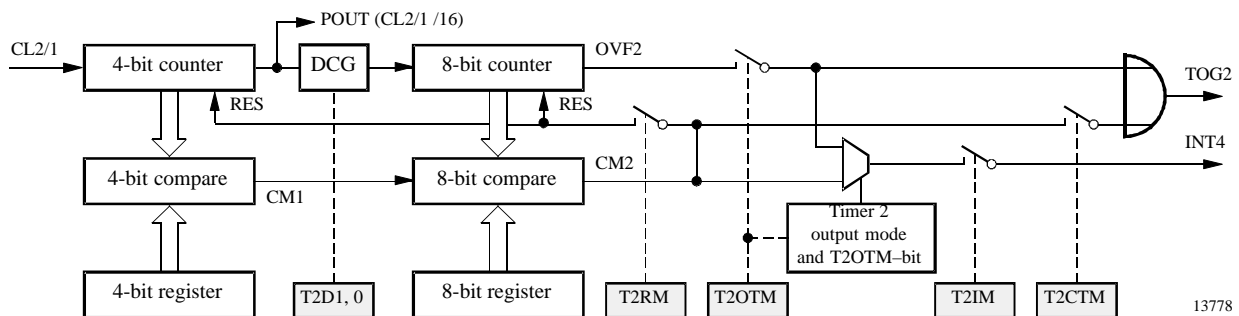 POUT (CL2/1 /16)
CL2/1
4-bit counter
DCG
8-bit counter
OVF2
TOG2
RES
RES
4-bit compare
CM1
8-bit compare
CM2
INT4
Timer 2
output mode
and T2OTM–bit
4-bit register
T2D1, 0
8-bit register
T2RM
T2OTM
T2IM
T2CTM
13778